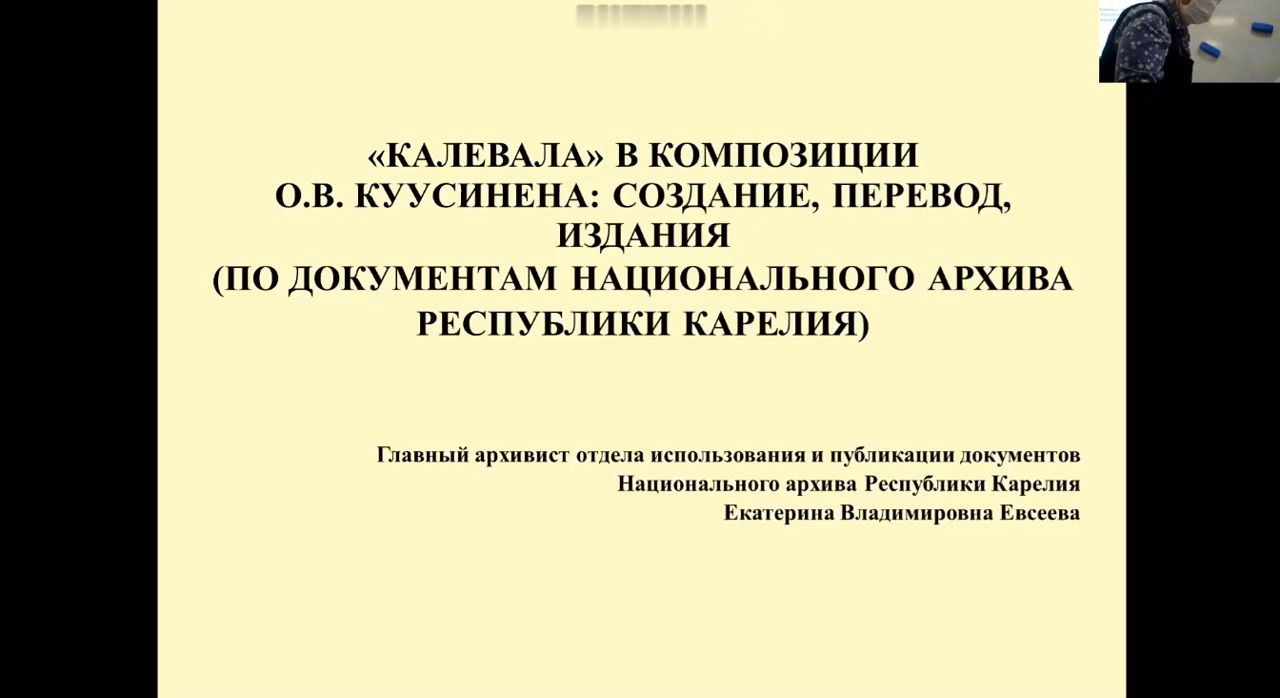 «КАЛЕВАЛА» В КОМПОЗИЦИИ
О.В. КУУСИНЕНА: СОЗДАНИЕ, ПЕРЕВОД,
ИЗДАНИЯ
(ПО ДОКУМЕНТАМ НАЦИОНАЛЬНОГО АРХИВА
РЕСПУБЛИКИ КАРЕЛИЯ)
Главный архивист отдела использования и публикации документов
Национального архива Республики Карелия
Екатерина Владимировна Евсеева